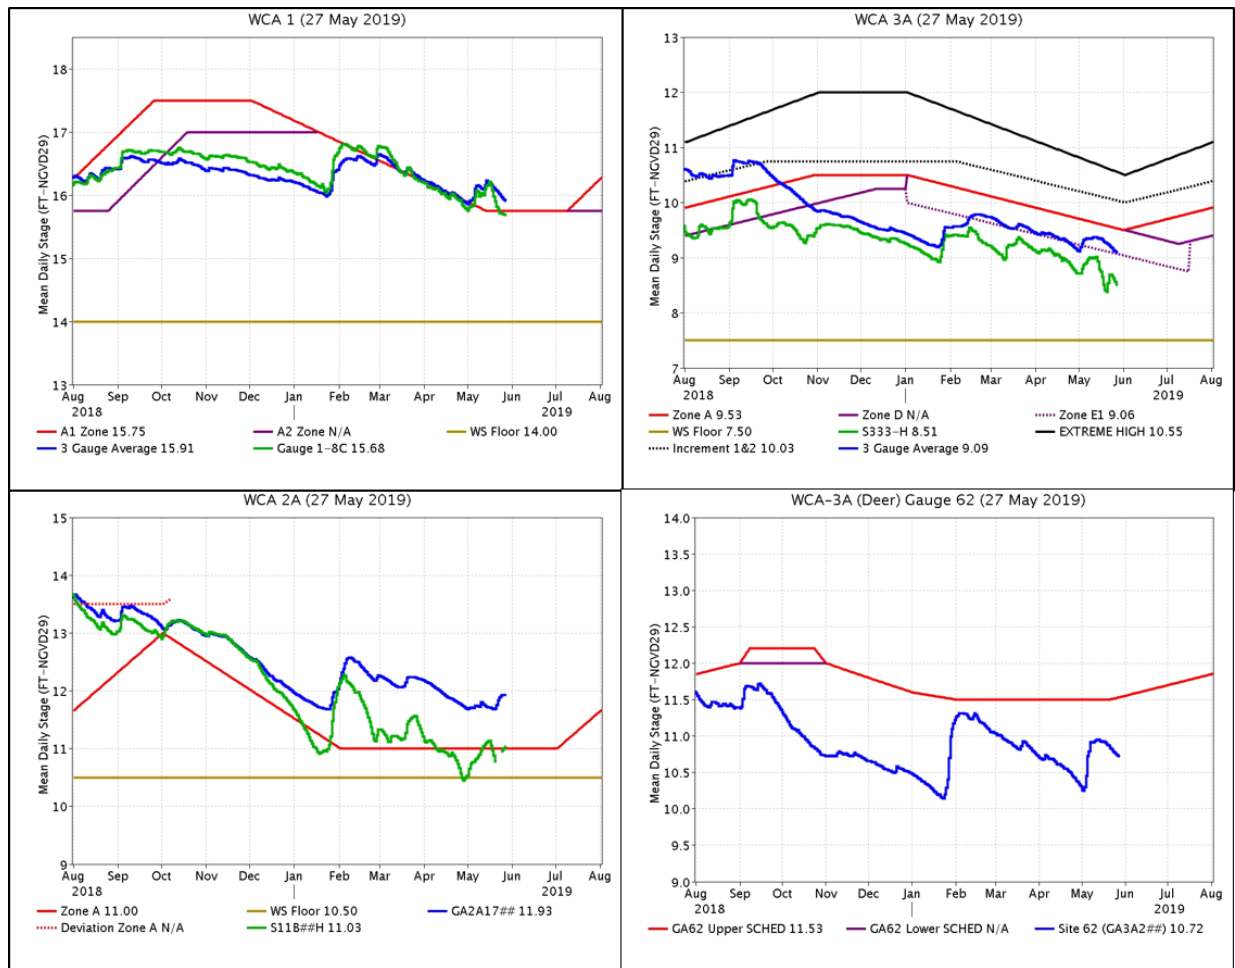 WCA 1 (27 May 2019)
Mean Daily Stage (FT-NGVD29)
18
17
16
15
14
13
Aug Sep Oct Nov Dec Jan Feb Mar Apr May Jun Jul Aug
2018 2019
A1 Zone 15.75 A2 Zone N/A WS Floor 14.00
3 Gauge Average 15.91 Gauge 1-8C 15.68
WCA 3A (27 May 2019)
Mean Daily Stage (FT-NGVD29)
13
12
11
10
9
8
7
Aug Sep Oct Nov Dec Jan Feb Mar Apr May Jun Jul Aug
2018 2019
Zone A 9.53 Zone D N/A Zone E1 9.06
WS Floor 7.50 S333-H 8.51 EXTREME HIGH 10.55
Increment 1&2 10.03 3 Gauge Average 9.09
WCA 2A (27 May 2019)
Mean Daily Stage (FT-NGVD29)
15
14
13
12
11
10
9
Aug Sep Oct Nov Dec Jan Feb Mar Apr May Jun Jul Aug
2018 2019
Zone A 11.00 WS Floor 10.50 GA2A17## 11.93
Deviation Zone A N/A S11B##H 11.03
WCA-3A (Deer) Gauge 62 (27 May 2019)
Mean Daily Stage (FT-NGVD29)
14.0
13.5
13.0
12.5
12.0
11.5
11.0
10.5
10.0
9.5
9.0
Aug Sep Oct Nov Dec Jan Feb Mar Apr May Jun Jul Aug
2018 2019
GA62 Upper SCHED 11.53 GA62 Lower SCHED N/A Site 62 (GA3A2##) 10.72